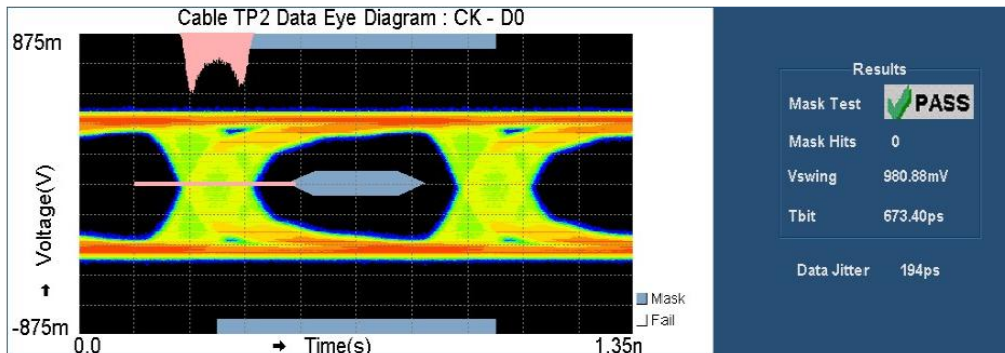 Cable TP2 Data Eye Diagram : CK - D0
875m
Voltage(V)
-875m
0.0
Time(s)
1.35n
Mask
Fail
Results
Mask Test
PASS
Mask Hits 0
Vswing 980.88mV
Tbit 673.40ps
Data Jitter 194ps